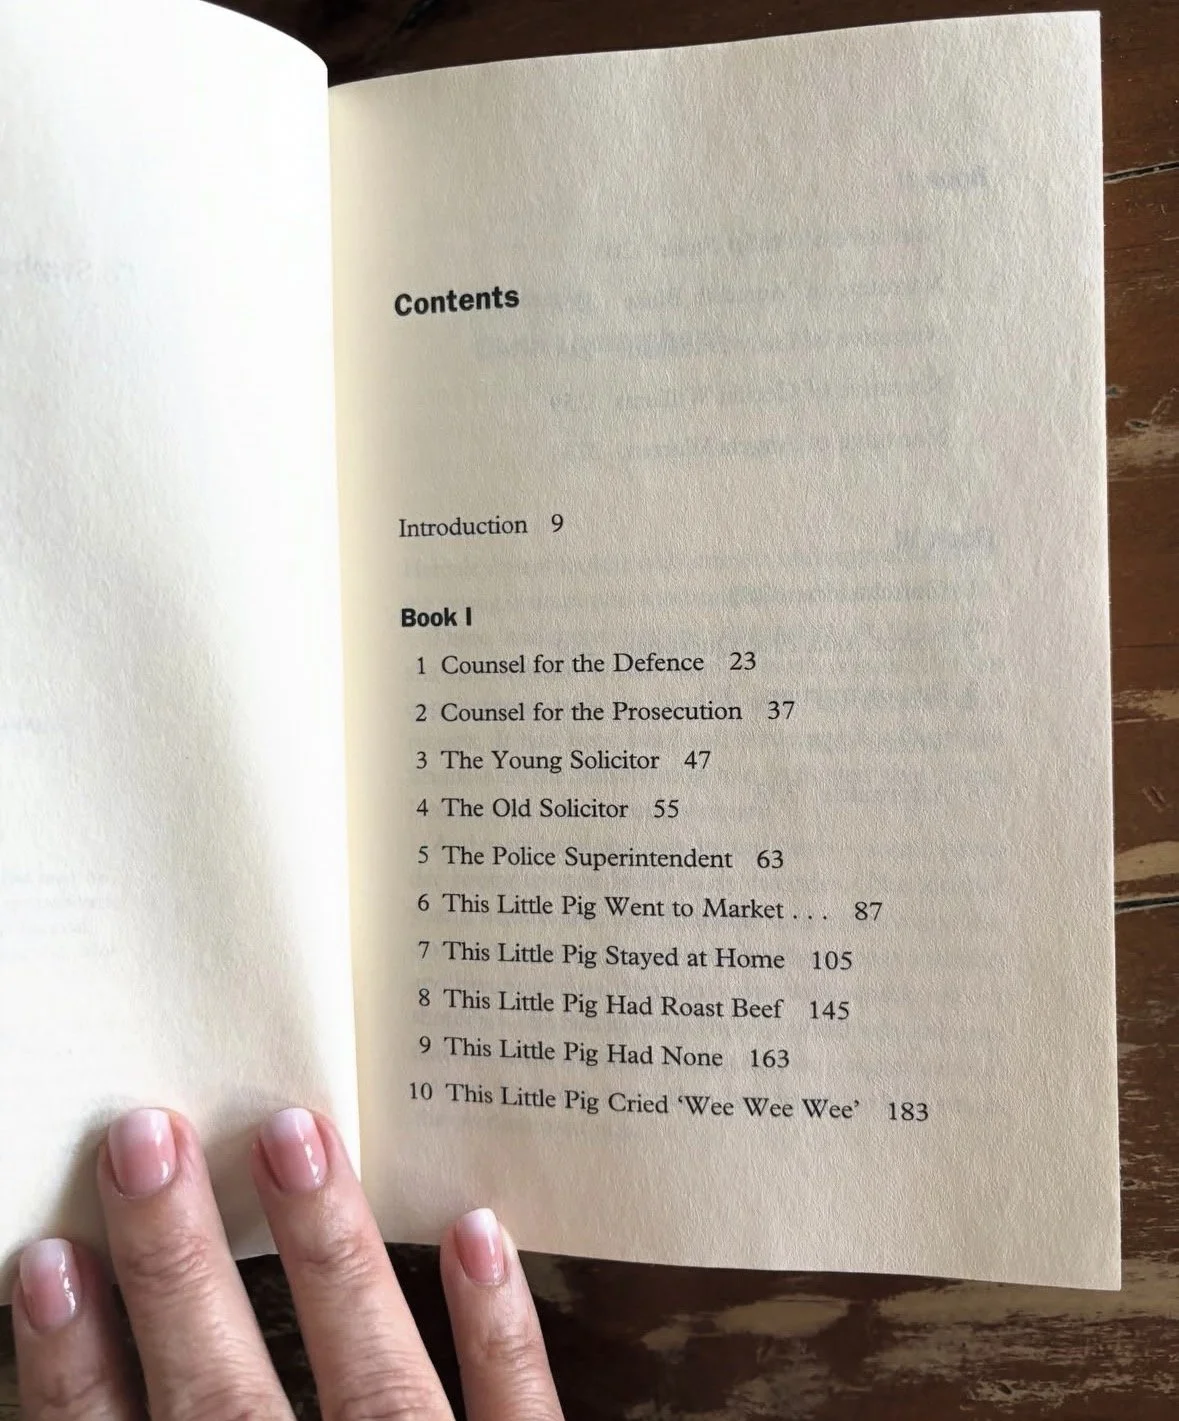 Contents
Introduction 9
Book I
1 Counsel for the Defence 23
2 Counsel for the Prosecution 37
3 The Young Solicitor 47
4 The Old Solicitor 55
5 The Police Superintendent 63
6 This Little Pig Went to Market . . . 87
7 This Little Pig Stayed at Home 105
8 This Little Pig Had Roast Beef 145
9 This Little Pig Had None 163
10 This Little Pig Cried ‘Wee Wee Wee’ 183